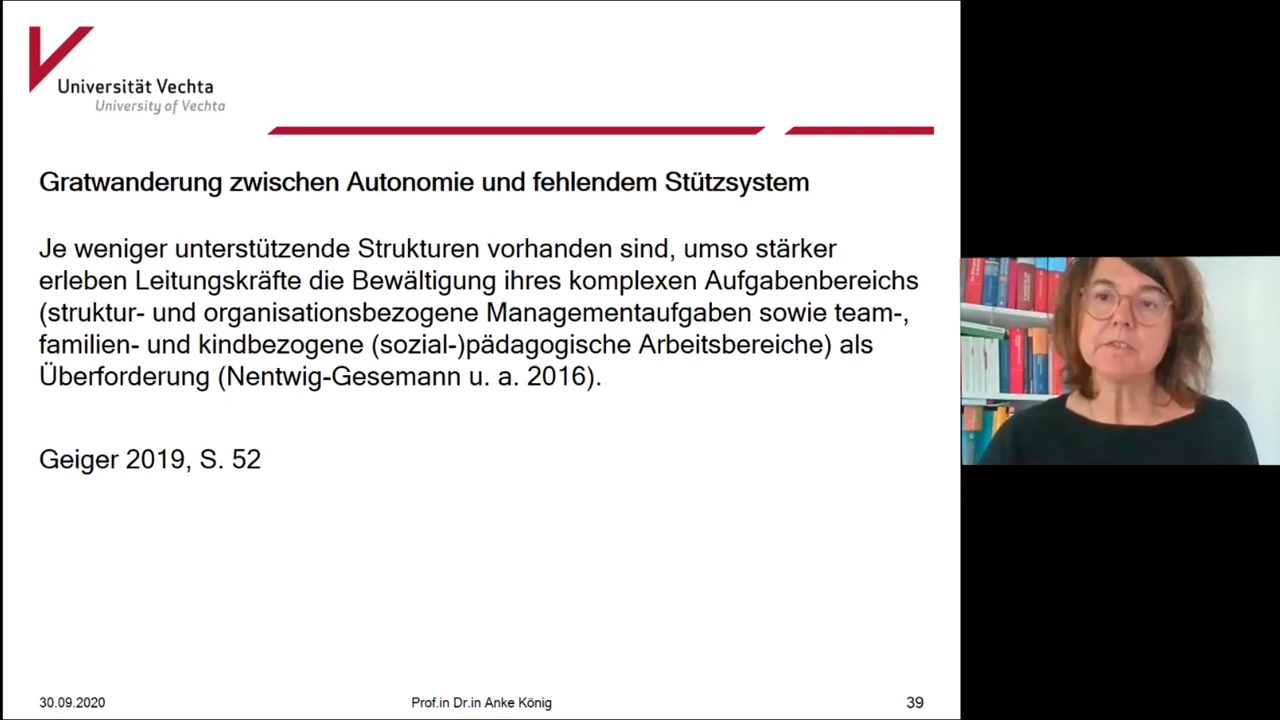 Universität Vechta
University of Vechta
Gratwanderung zwischen Autonomie und fehlendem Stützsystem
Je weniger unterstützende Strukturen vorhanden sind, umso stärker
erleben Leitungskräfte die Bewältigung ihres komplexen Aufgabenbereichs
(struktur- und organisationsbezogene Managementaufgaben sowie team-,
familien- und kindbezogene (sozial-)pädagogische Arbeitsbereiche) als
Überforderung (Nentwig-Gesemann u. a. 2016).
Geiger 2019, S. 52
30.09.2020
Prof.in Dr.in Anke König
39